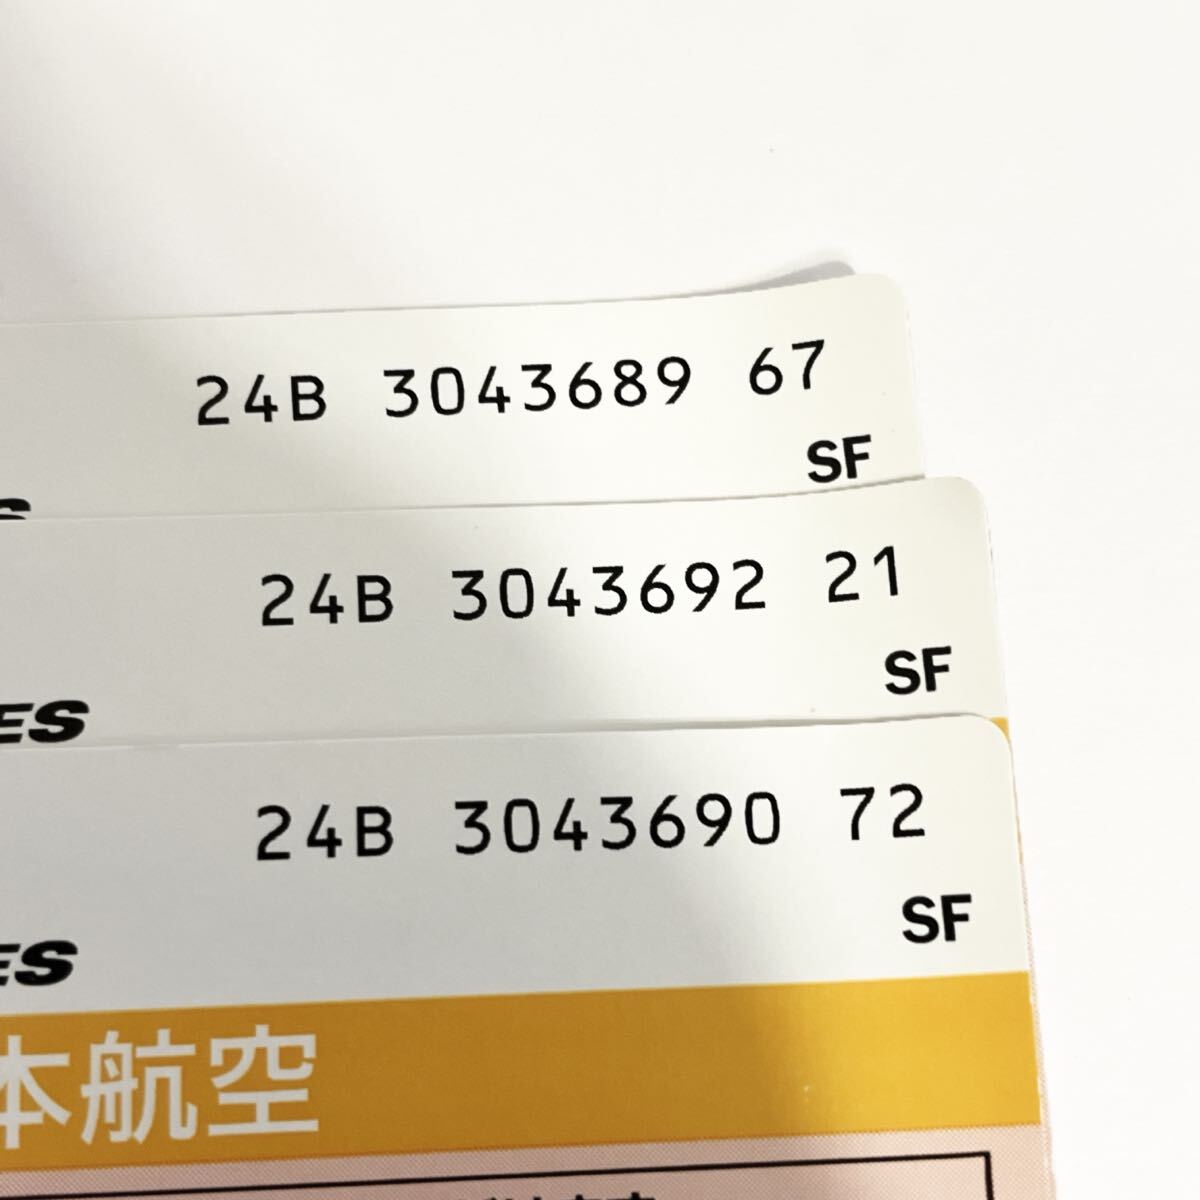 24B 3043689 67
SF
24B 3043692 21
SF
ES
24B 3043690 72
SF
ES
本航空